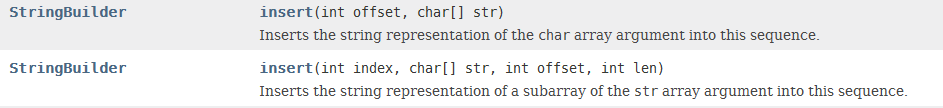 StringBuilder insert(int offset, char[] str)
Inserts the string representation of the char array argument into this sequence.
StringBuilder insert(int index, char[] str, int offset, int len)
Inserts the string representation of a subarray of the str array argument into this sequence.